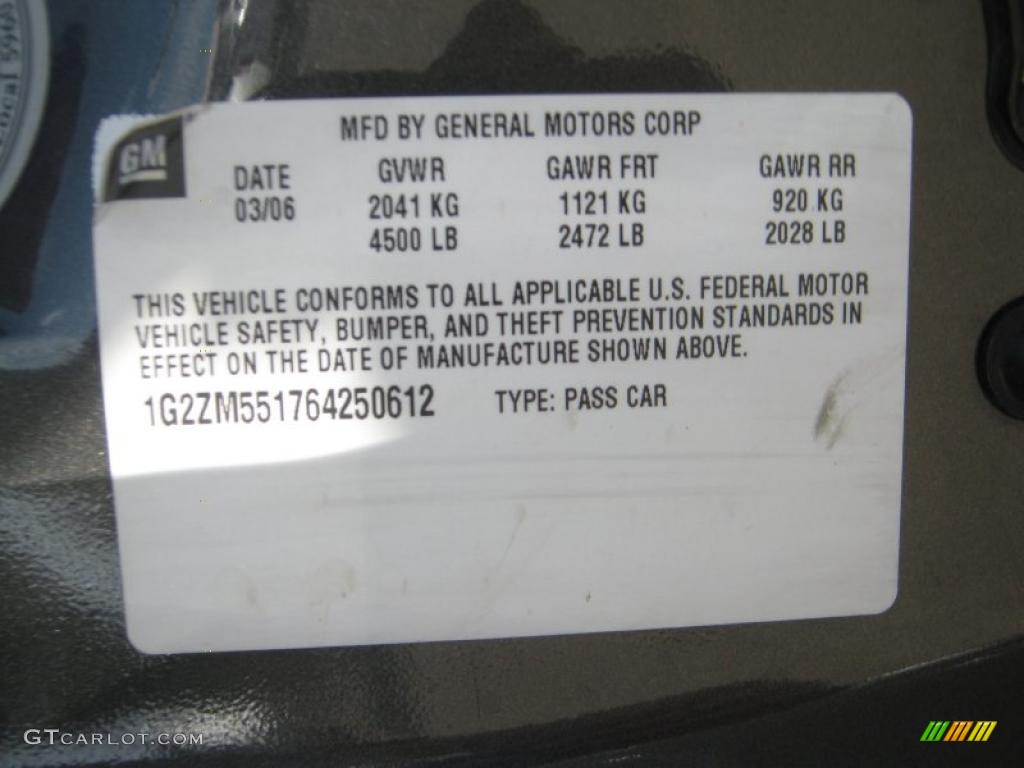 GM
MFD BY GENERAL MOTORS CORP
DATE GVWR GAWR FRT GAWR RR
03/06 2041 KG 1121 KG 920 KG
4500 LB 2472 LB 2028 LB
THIS VEHICLE CONFORMS TO ALL APPLICABLE U.S. FEDERAL MOTOR
VEHICLE SAFETY, BUMPER, AND THEFT PREVENTION STANDARDS IN
EFFECT ON THE DATE OF MANUFACTURE SHOWN ABOVE.
1G2ZM551764250612 TYPE: PASS CAR
GTCARLOT.COM